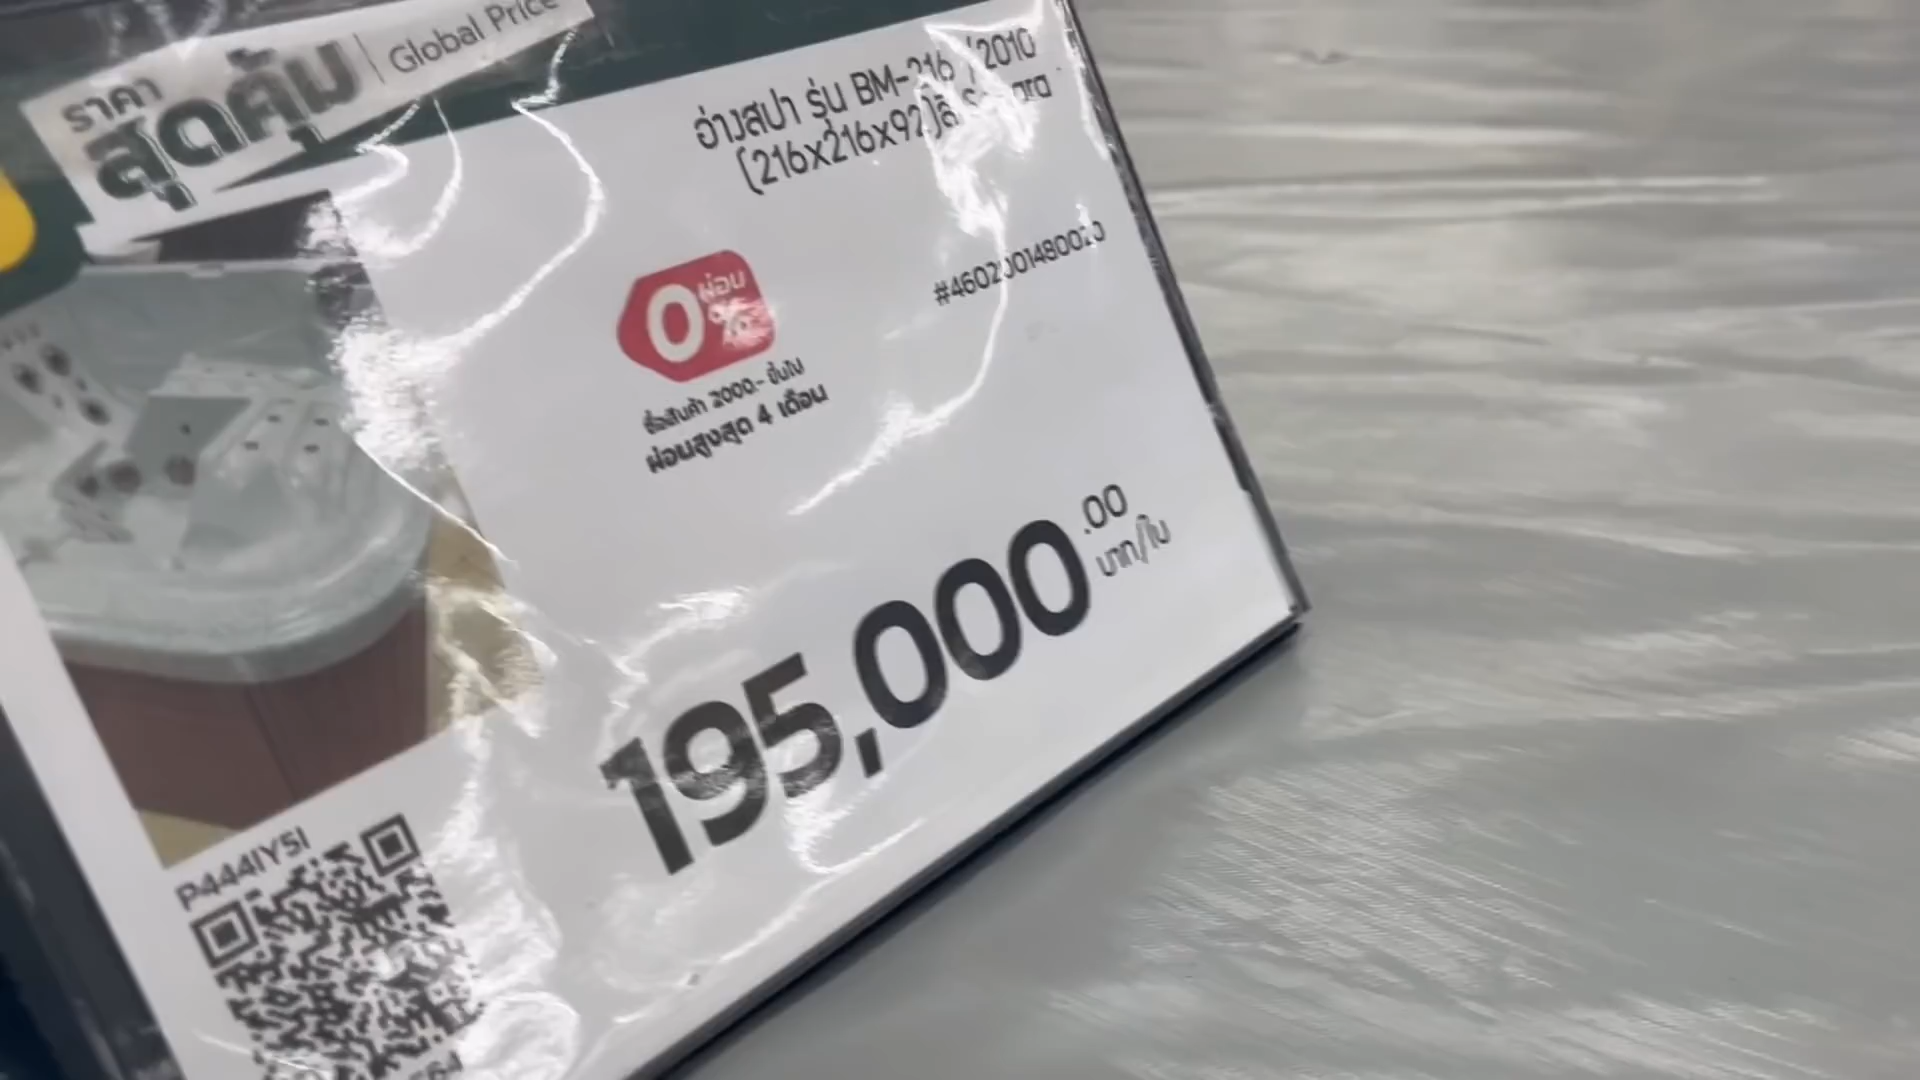 ราคา
สุดคุ้ม | Global Price
อ่างสปา รุ่น BM-216 /2010
(216x216x92)สี
ผ่อน
0%
ซื้อสินค้า 2000.- ขึ้นไป
ผ่อนสูงสุด 4 เดือน
195,000.00
บาท/ใบ
P444IY5I